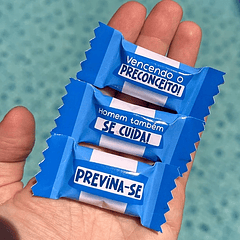 Vencendo o
PRECONCEITO!
Homem também
SE CUIDA!
PREVINA-SE